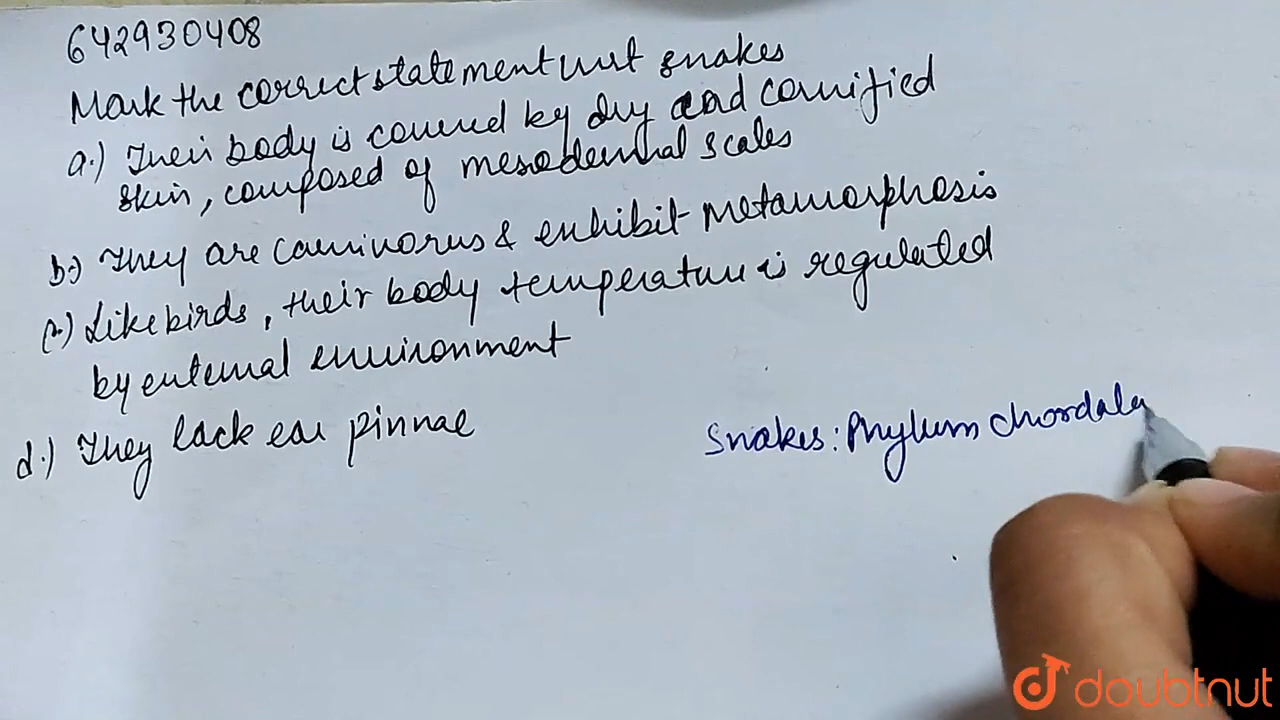 642930408
Mark the correct statement wrt snakes
a.) Their body is covered by dry and cornified
skin, composed of mesodermal scales
b.) They are carnivorus & exhibit metamorphosis
c.) Like birds, their body temperature is regulated
by external environment
d.) They lack ear pinnae
Snakes: Phylum chordata
doubtnut